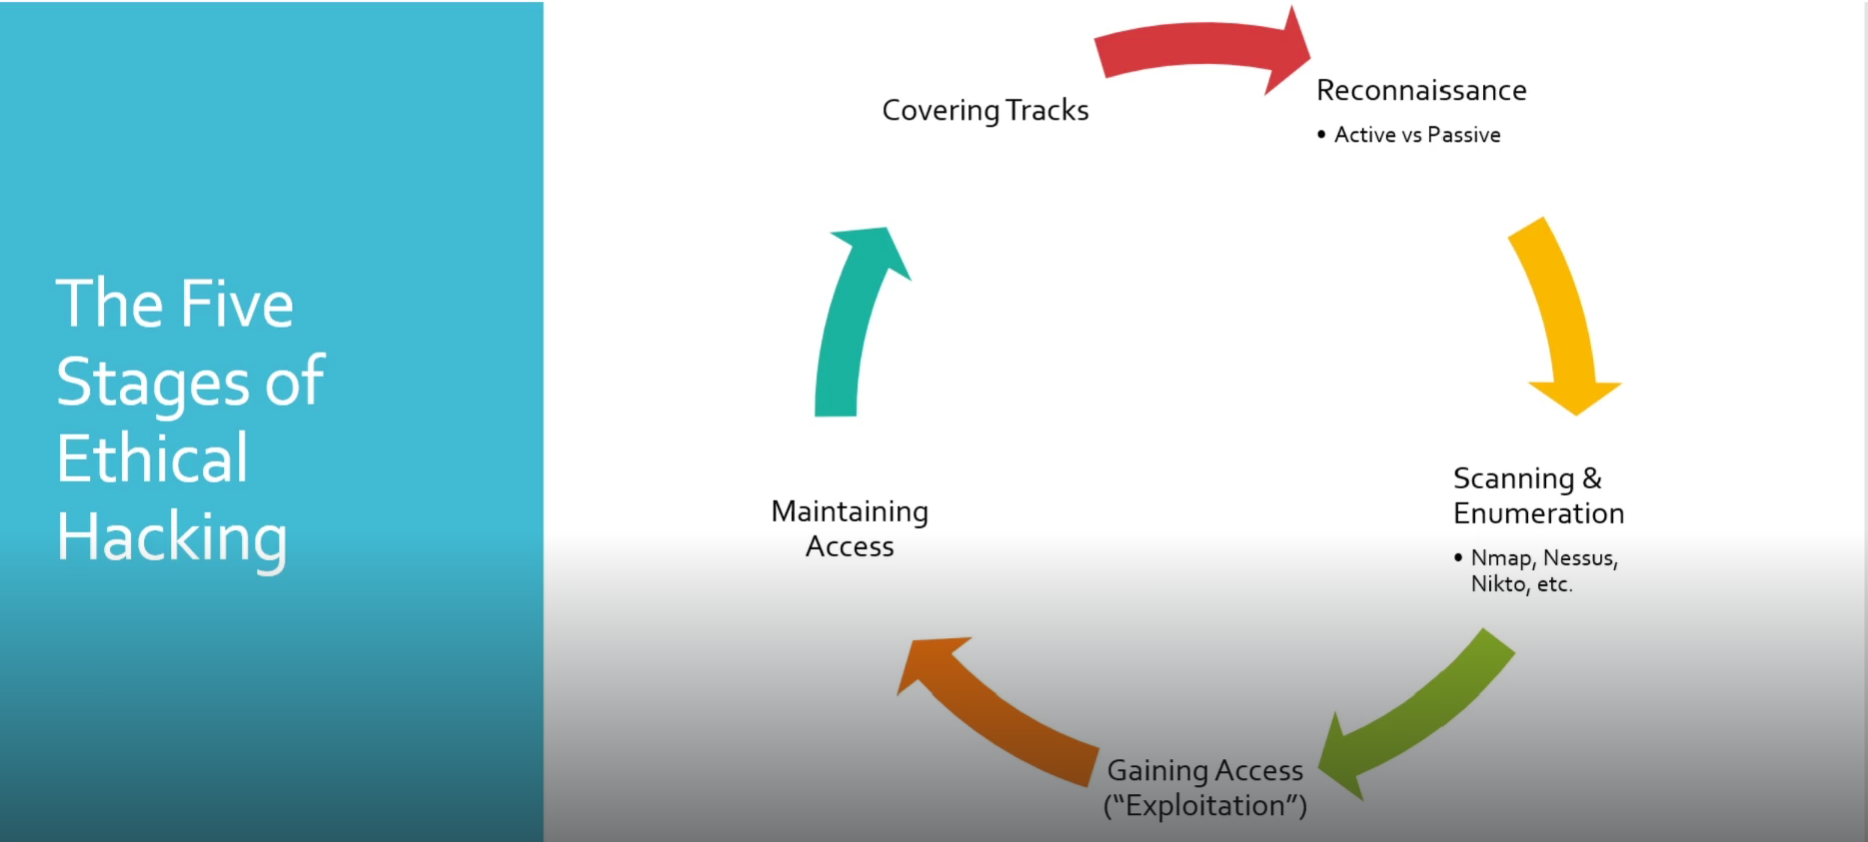 The Five
Stages of
Ethical
Hacking
Covering Tracks
Reconnaissance
• Active vs Passive
Scanning &
Enumeration
• Nmap, Nessus,
Nikto, etc.
Gaining Access
(“Exploitation”)
Maintaining
Access